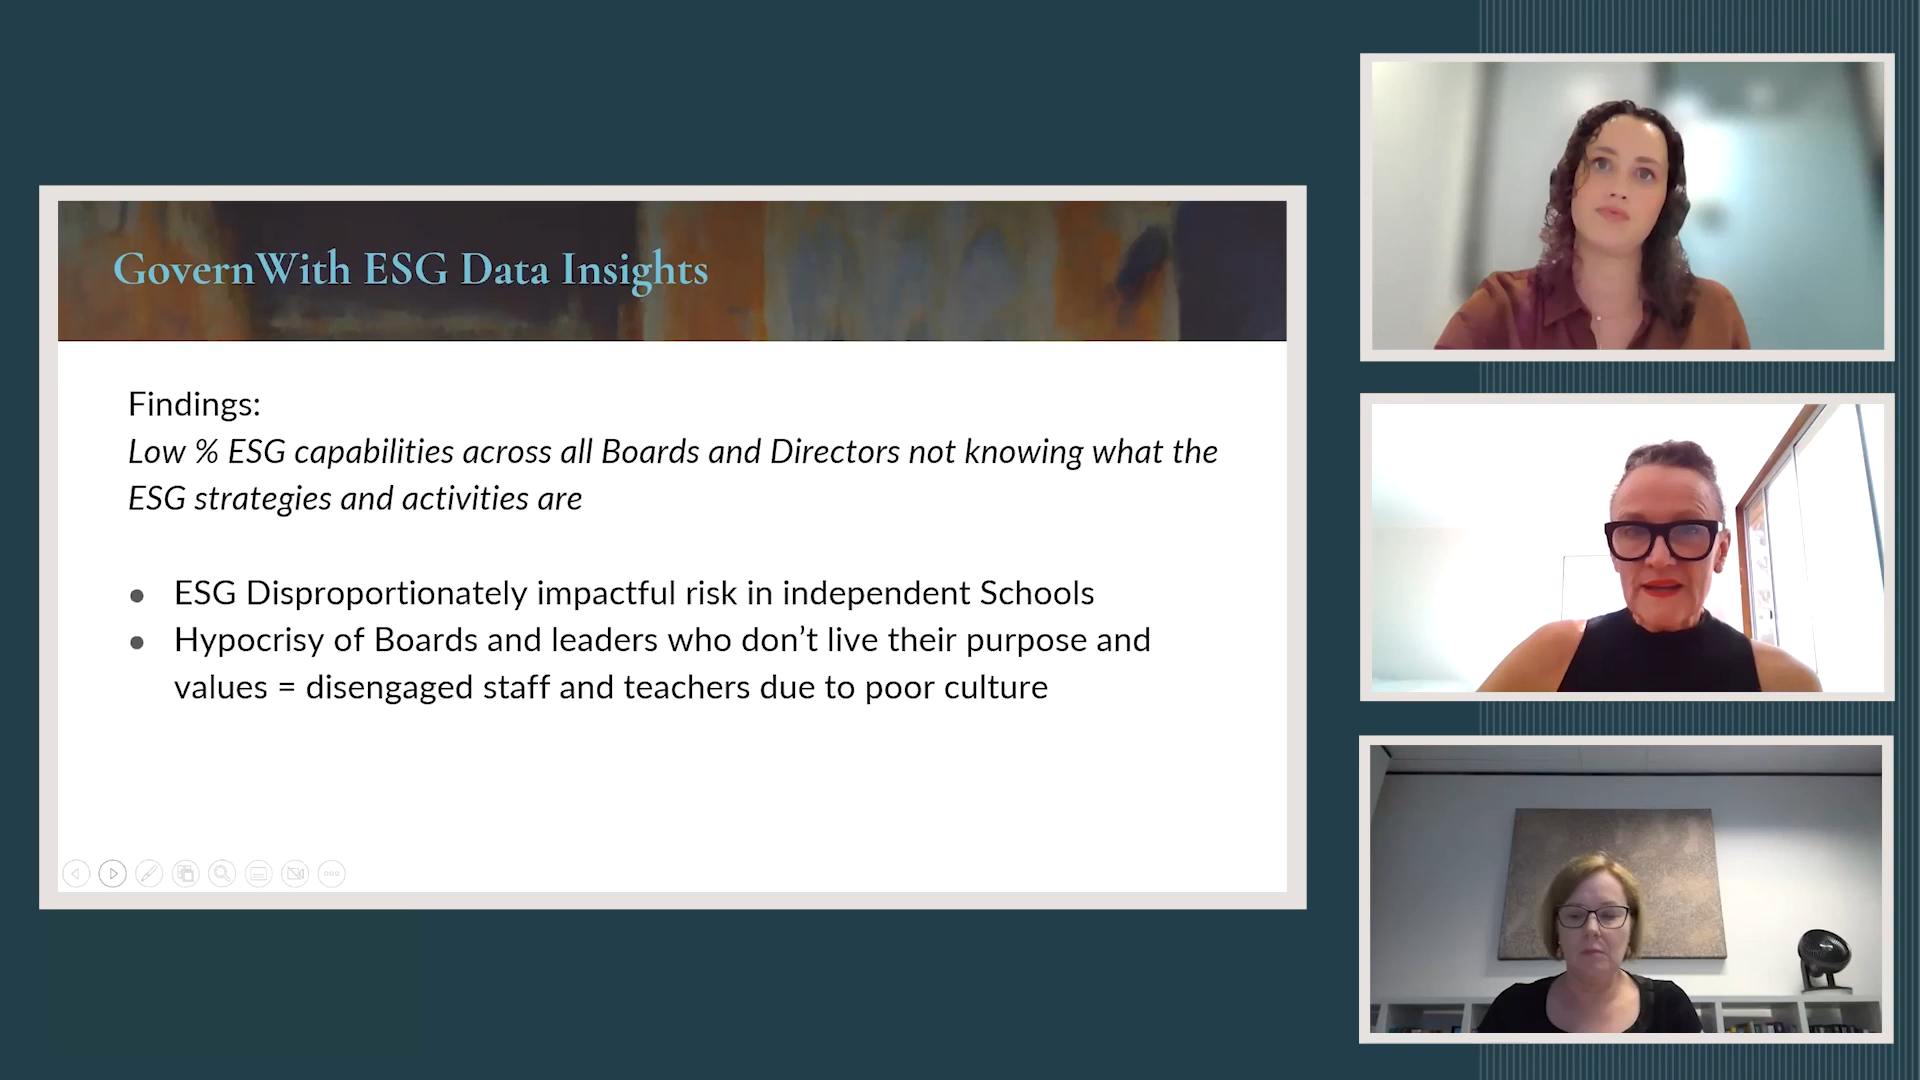 GovernWith ESG Data Insights
Findings:
Low % ESG capabilities across all Boards and Directors not knowing what the
ESG strategies and activities are
● ESG Disproportionately impactful risk in independent Schools
● Hypocrisy of Boards and leaders who don’t live their purpose and
values = disengaged staff and teachers due to poor culture